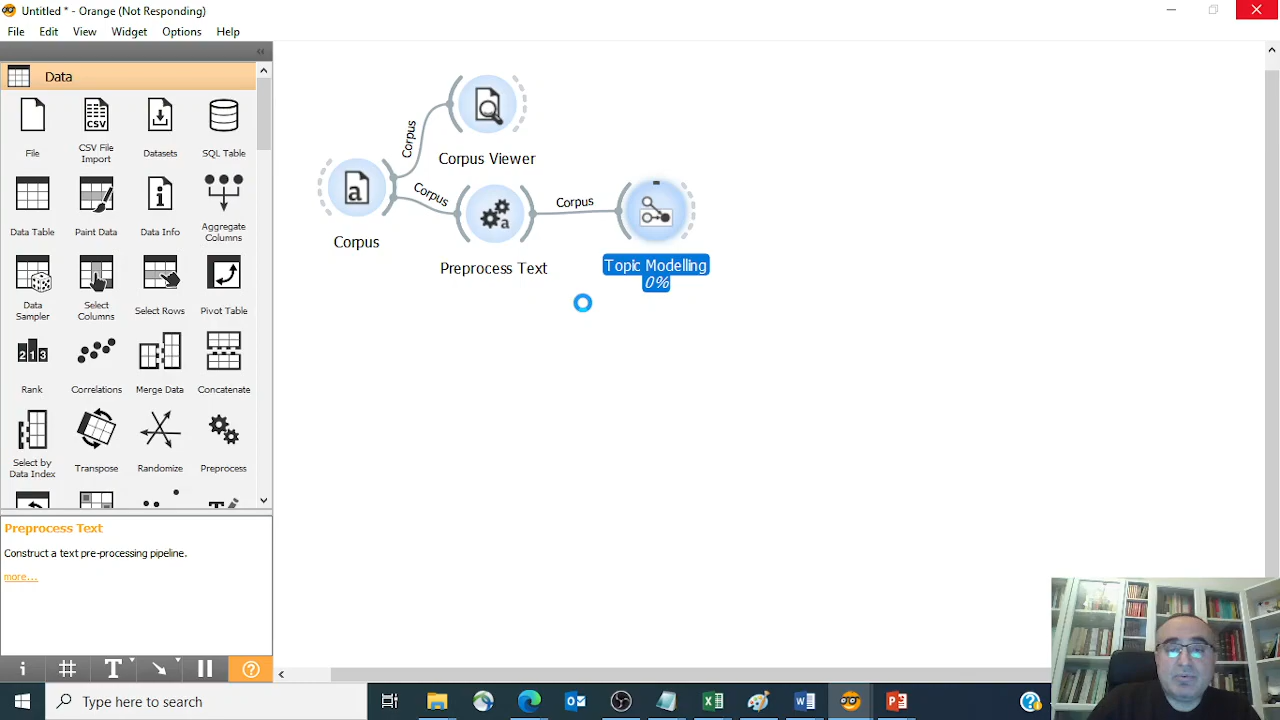 Untitled * - Orange (Not Responding)
File Edit View Widget Options Help
Data
File
CSV File
Import
Datasets
SQL Table
Data Table
Paint Data
Data Info
Aggregate
Columns
Data
Sampler
Select
Columns
Select Rows
Pivot Table
Rank
Correlations
Merge Data
Concatenate
Select by
Data Index
Transpose
Randomize
Preprocess
Preprocess Text
Construct a text pre-processing pipeline.
more...
Corpus
Corpus Viewer
Corpus
Corpus
Preprocess Text
Corpus
Topic Modelling
0%
Type here to search